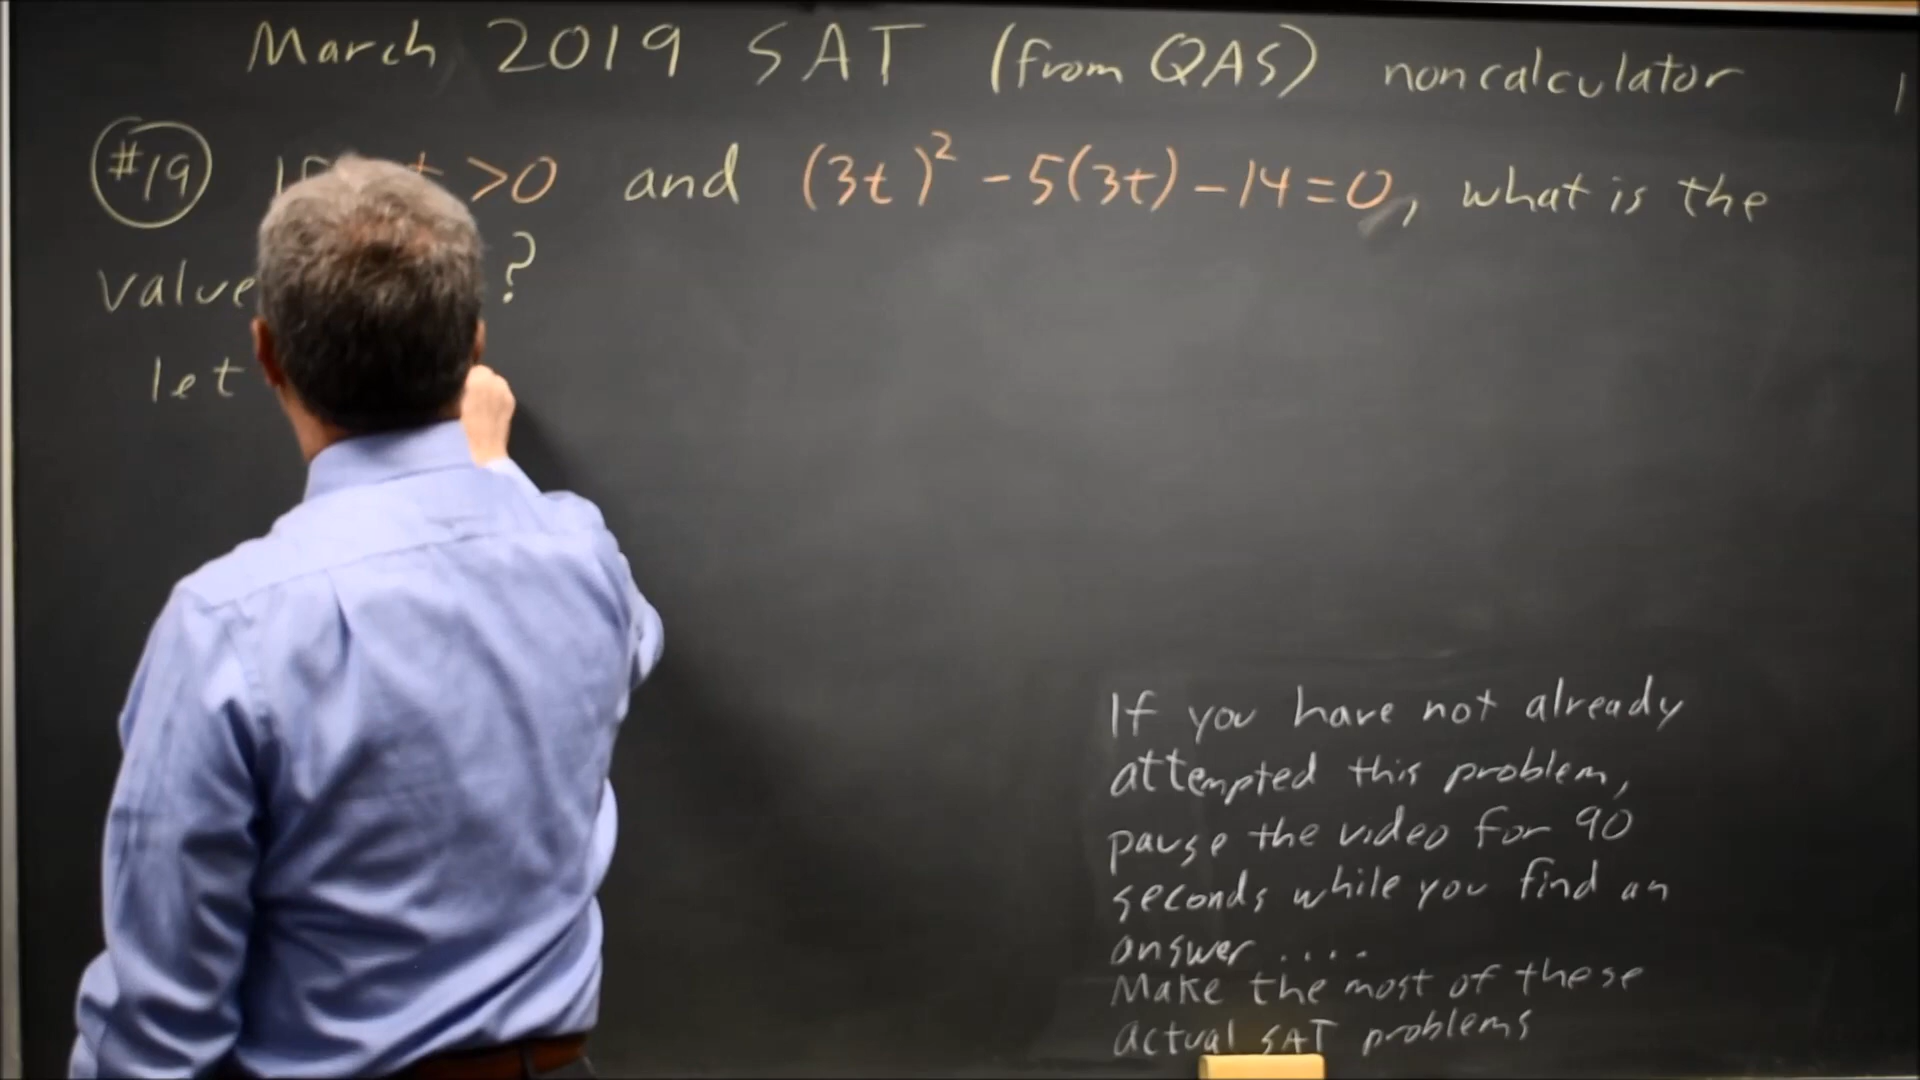 March 2019 SAT (from QAS) noncalculator 1
#19 t >0 and (3t)² - 5(3t) - 14 = 0, what is the
value ?
let
If you have not already
attempted this problem,
pause the video for 90
seconds while you find an
answer ....
Make the most of these
actual SAT problems